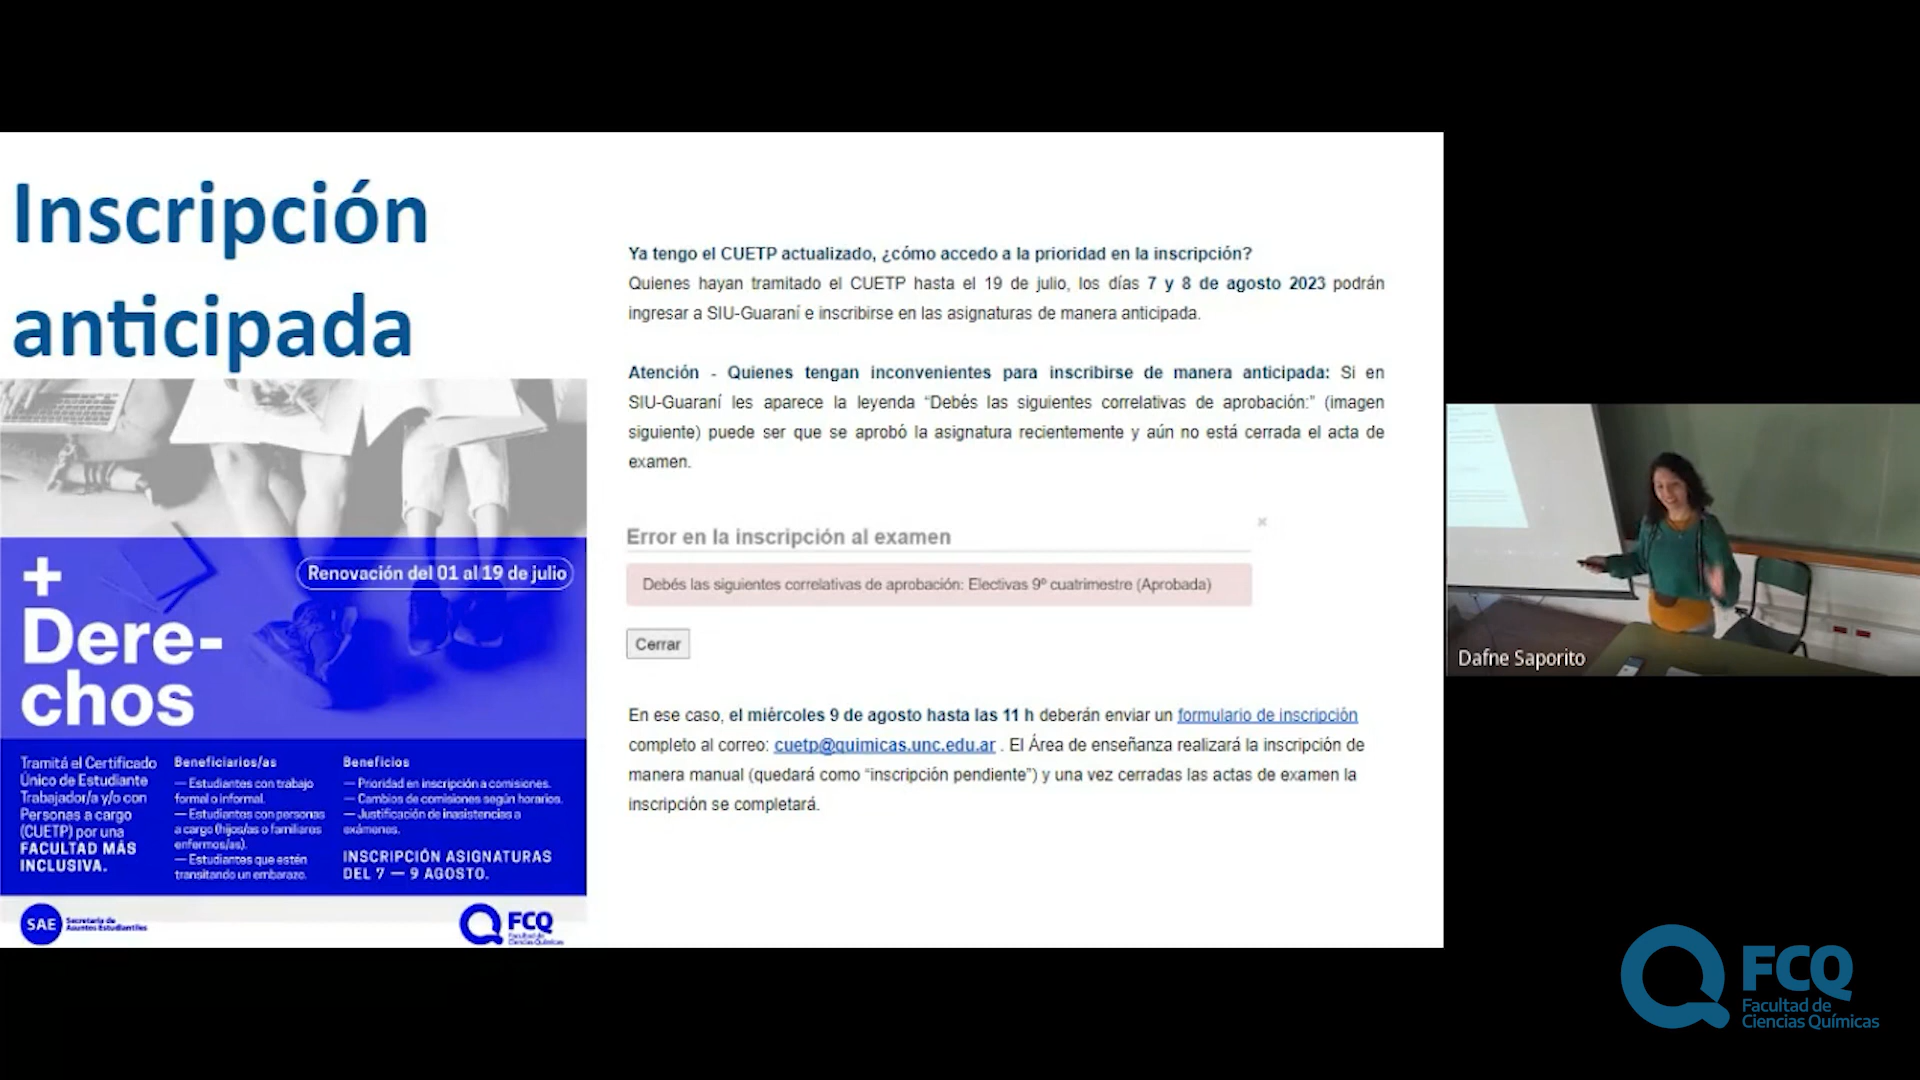 Inscripción
anticipada
+
Dere-
chos
Renovación del 01 al 19 de julio
Tramitá el Certificado
Único de Estudiante
Trabajador/a y/o con
Personas a cargo
(CUETP) por una
FACULTAD MÁS
INCLUSIVA.
Beneficiarios/as
— Estudiantes con trabajo
formal o informal.
— Estudiantes con personas
a cargo (hijos/as o familiares
enfermos/as).
— Estudiantes que estén
transitando un embarazo.
Beneficios
— Prioridad en inscripción a comisiones.
— Cambios de comisiones según horarios.
— Justificación de inasistencias a
exámenes.
INSCRIPCIÓN ASIGNATURAS
DEL 7 — 9 AGOSTO.
SAE
Secretaría de
Asuntos Estudiantiles
FCQ
Facultad de
Ciencias Químicas
Ya tengo el CUETP actualizado, ¿cómo accedo a la prioridad en la inscripción?
Quienes hayan tramitado el CUETP hasta el 19 de julio, los días 7 y 8 de agosto 2023 podrán
ingresar a SIU-Guaraní e inscribirse en las asignaturas de manera anticipada.
Atención - Quienes tengan inconvenientes para inscribirse de manera anticipada: Si en
SIU-Guaraní les aparece la leyenda “Debés las siguientes correlativas de aprobación:” (imagen
siguiente) puede ser que se aprobó la asignatura recientemente y aún no está cerrada el acta de
examen.
Error en la inscripción al examen
Debés las siguientes correlativas de aprobación: Electivas 9º cuatrimestre (Aprobada)
Cerrar
En ese caso, el miércoles 9 de agosto hasta las 11 h deberán enviar un formulario de inscripción
completo al correo: cuetp@quimicas.unc.edu.ar . El Área de enseñanza realizará la inscripción de
manera manual (quedará como “inscripción pendiente”) y una vez cerradas las actas de examen la
inscripción se completará.
Dafne Saporito
FCQ
Facultad de
Ciencias Químicas